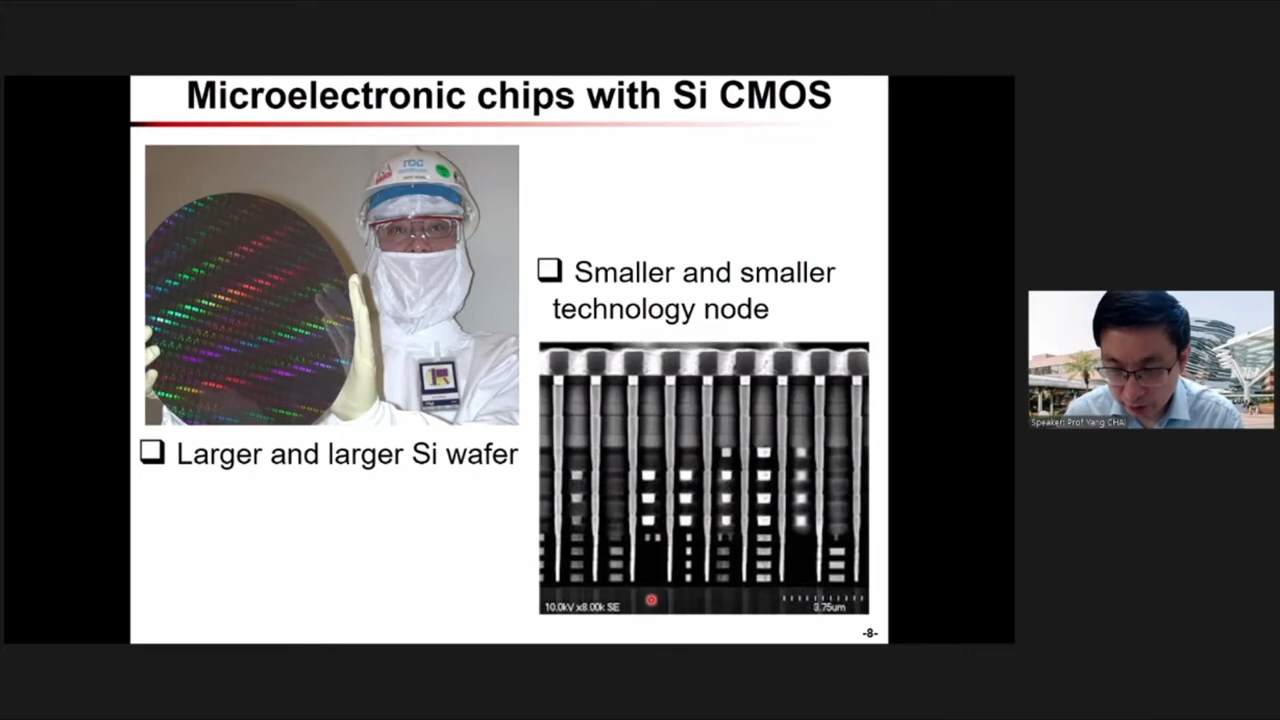 Microelectronic chips with Si CMOS
TDC
❑ Smaller and smaller
technology node
❑ Larger and larger Si wafer
10.0kV x8.00k SE
3.75um
-8-
Speaker: Prof Yang CHAI